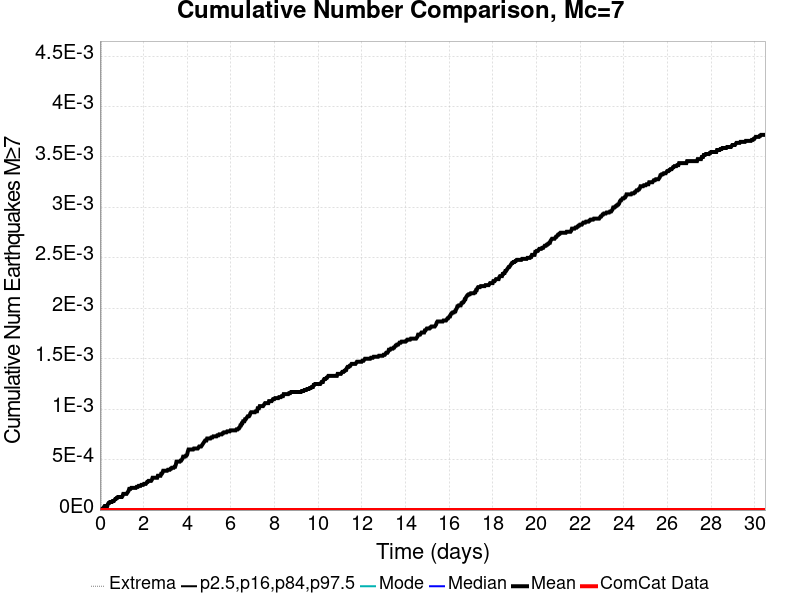 Cumulative Number Comparison, Mc=7
Cumulative Num Earthquakes M≥7
4.5E-3
4E-3
3.5E-3
3E-3
2.5E-3
2E-3
1.5E-3
1E-3
5E-4
0E0
0 2 4 6 8 10 12 14 16 18 20 22 24 26 28 30
Time (days)
Extrema p2.5,p16,p84,p97.5 Mode Median Mean ComCat Data